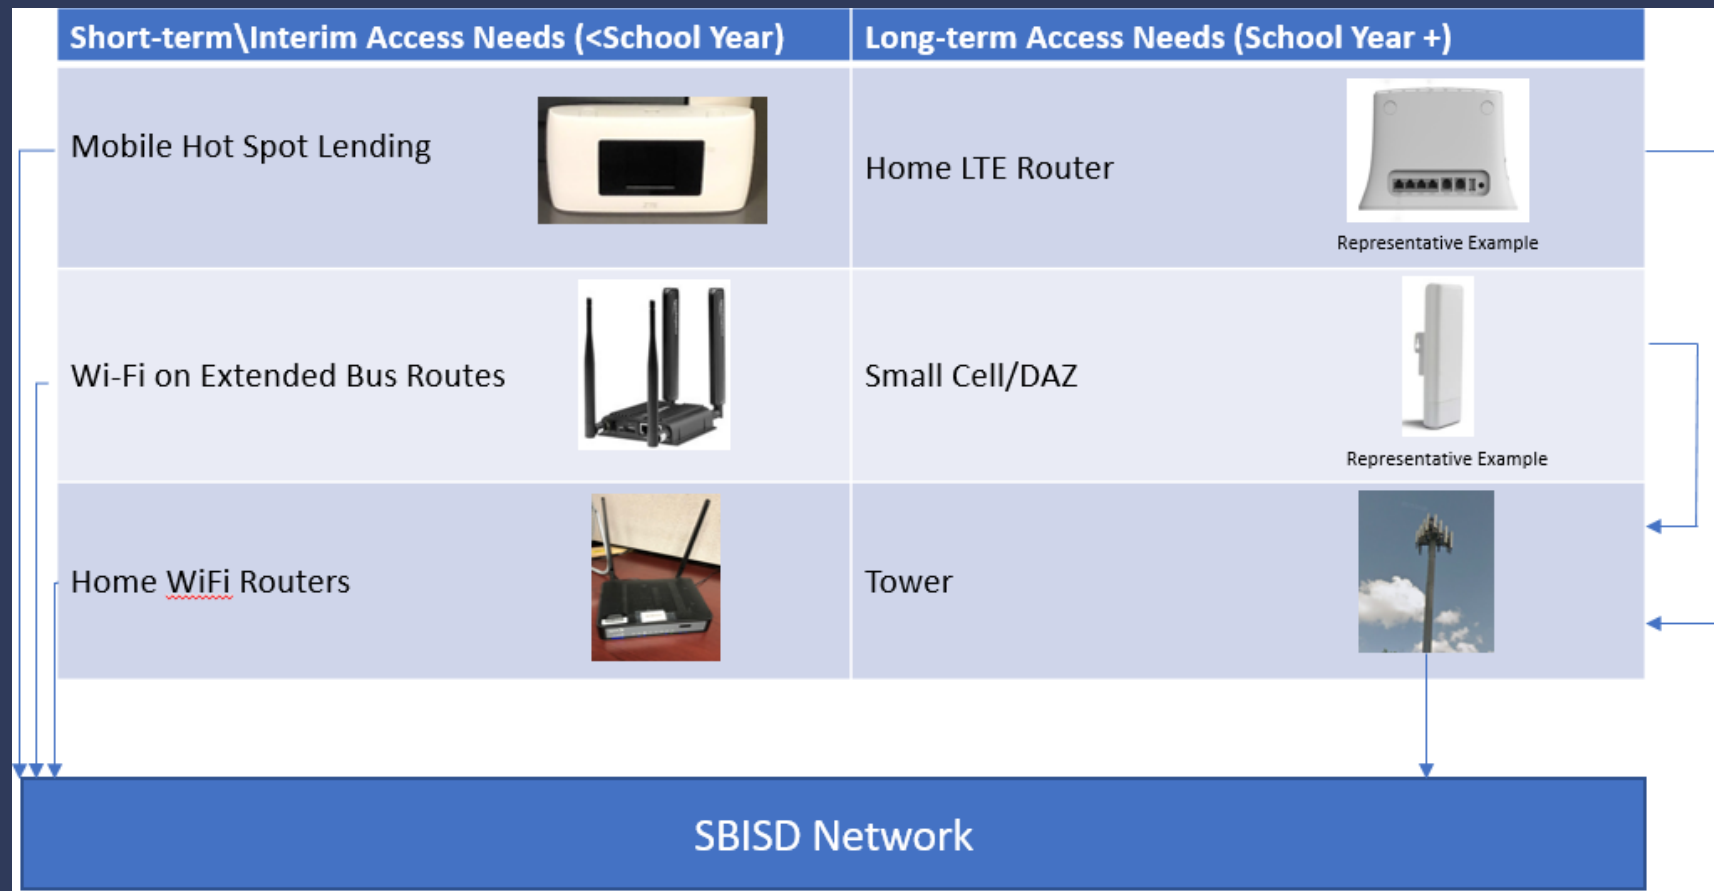 Short-term\Interim Access Needs (<School Year)
Long-term Access Needs (School Year +)
Mobile Hot Spot Lending
Home LTE Router
Representative Example
Wi-Fi on Extended Bus Routes
Small Cell/DAZ
Representative Example
Home WiFi Routers
Tower
SBISD Network